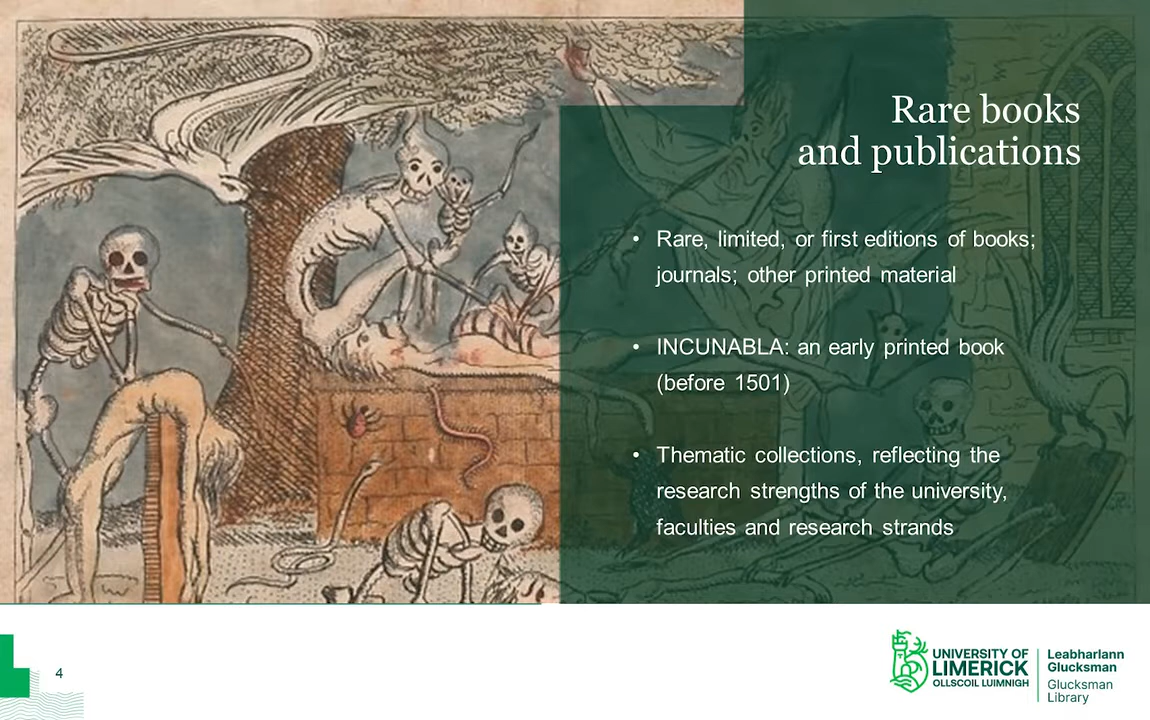 Rare books
and publications
• Rare, limited, or first editions of books;
journals; other printed material
• INCUNABLA: an early printed book
(before 1501)
• Thematic collections, reflecting the
research strengths of the university,
faculties and research strands
4
UNIVERSITY OF
LIMERICK
OLLSCOIL LUIMNIGH
Leabharlann
Glucksman
Glucksman
Library